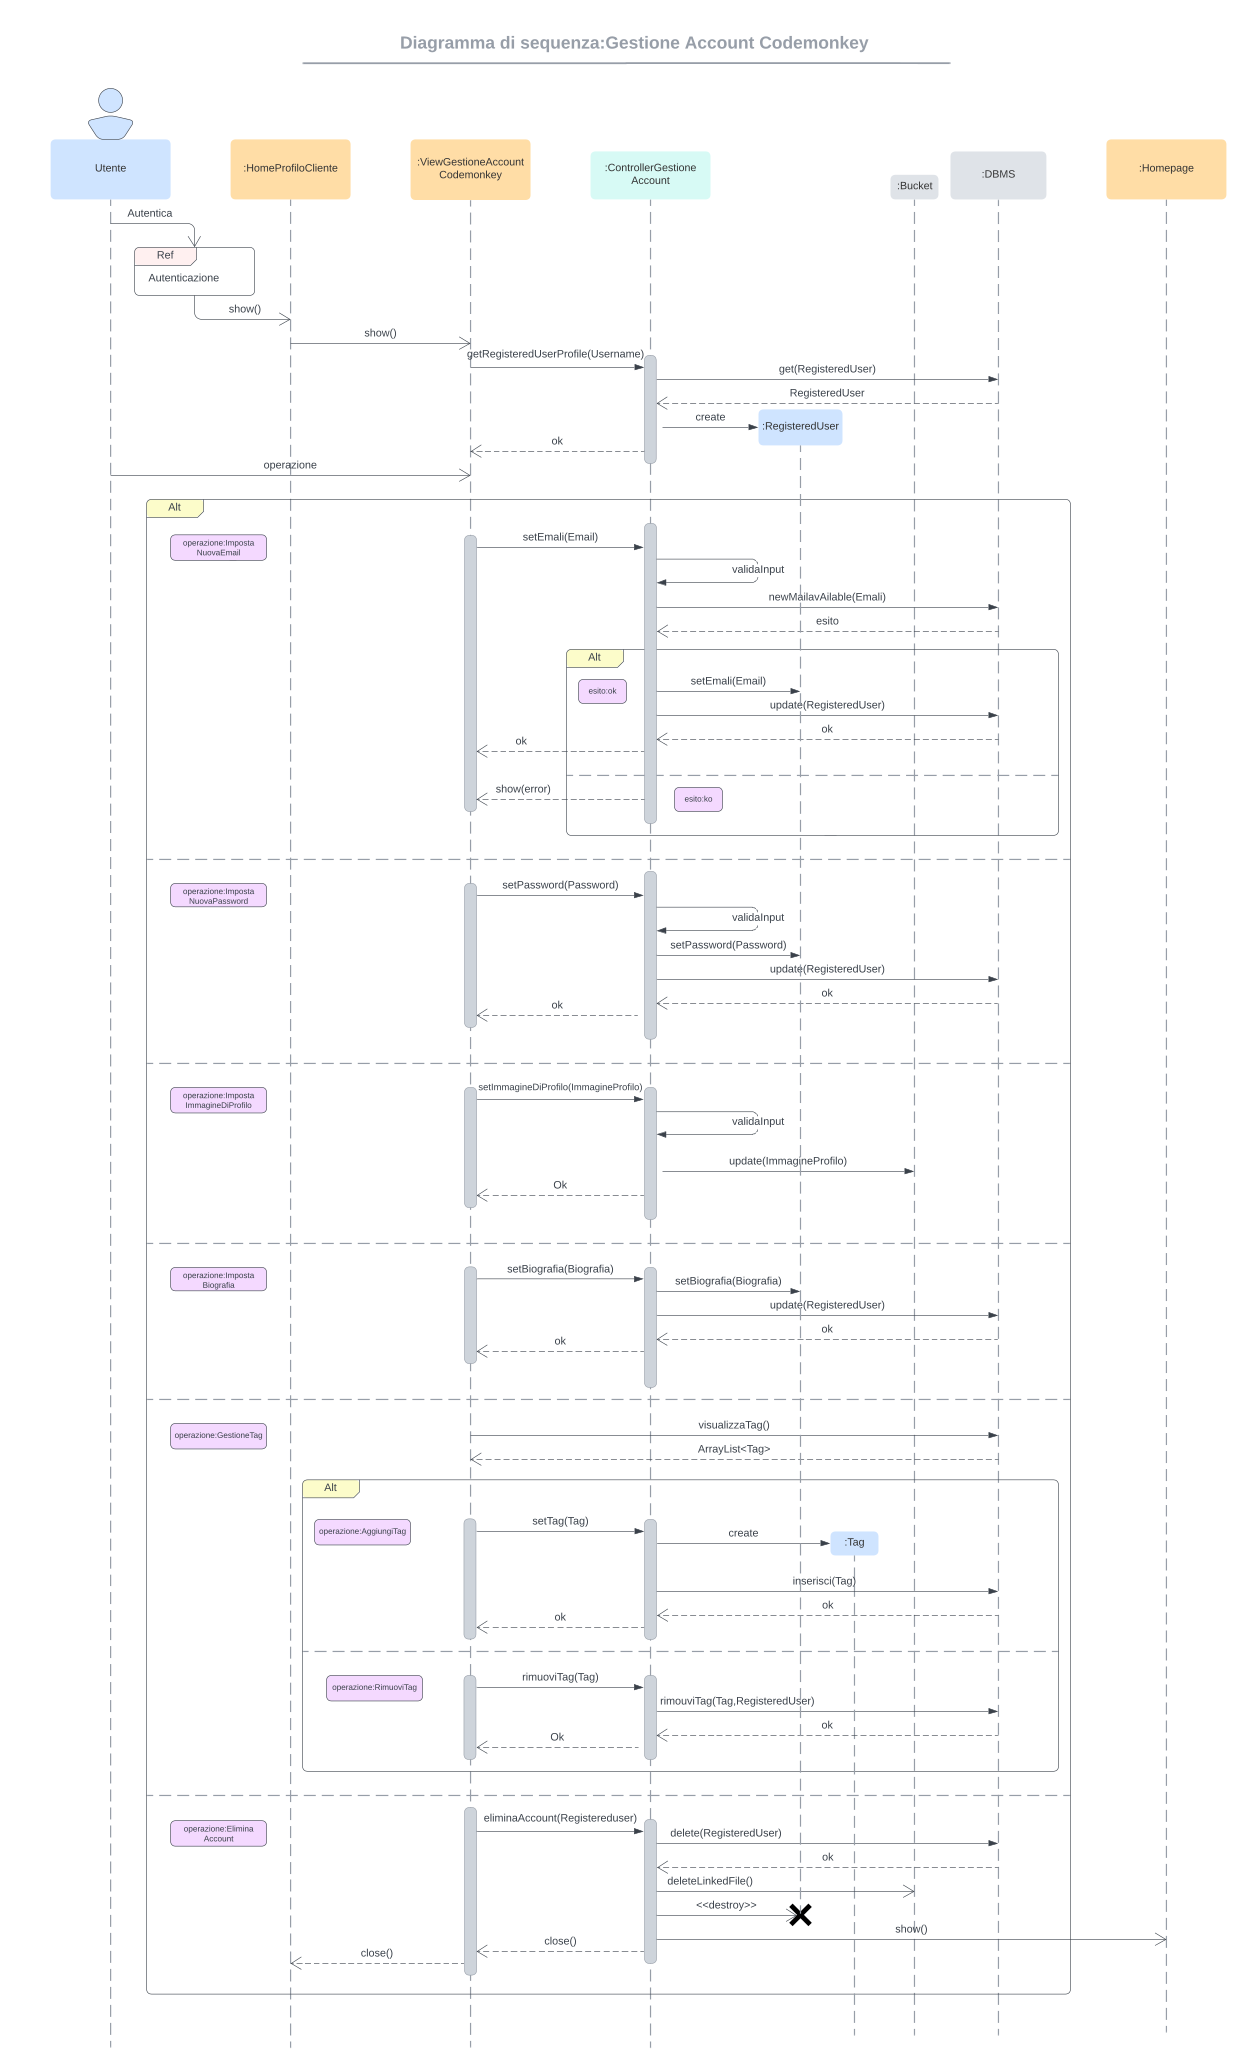 Diagramma di sequenza:Gestione Account Codemonkey
Utente
:HomeProfiloCliente
:ViewGestioneAccount
Codemonkey
:ControllerGestione
Account
:Bucket
:DBMS
:Homepage
Autentica
Ref
Autenticazione
show()
show()
getRegisteredUserProfile(Username)
get(RegisteredUser)
RegisteredUser
create
:RegisteredUser
ok
operazione
Alt
operazione:Imposta
NuovaEmail
setEmali(Email)
validaInput
newMailavAilable(Emali)
esito
Alt
esito:ok
setEmali(Email)
update(RegisteredUser)
ok
ok
show(error)
esito:ko
operazione:Imposta
NuovaPassword
setPassword(Password)
validaInput
setPassword(Password)
update(RegisteredUser)
ok
ok
operazione:Imposta
ImmagineDiProfilo
setImmagineDiProfilo(ImmagineProfilo)
validaInput
update(ImmagineProfilo)
Ok
operazione:Imposta
Biografia
setBiografia(Biografia)
setBiografia(Biografia)
update(RegisteredUser)
ok
ok
operazione:GestioneTag
visualizzaTag()
ArrayList<Tag>
Alt
operazione:AggiungiTag
setTag(Tag)
create
:Tag
inserisci(Tag)
ok
ok
operazione:RimuoviTag
rimuoviTag(Tag)
rimouviTag(Tag,RegisteredUser)
ok
Ok
operazione:Elimina
Account
eliminaAccount(Registereduser)
delete(RegisteredUser)
ok
deleteLinkedFile()
<<destroy>>
show()
close()
close()